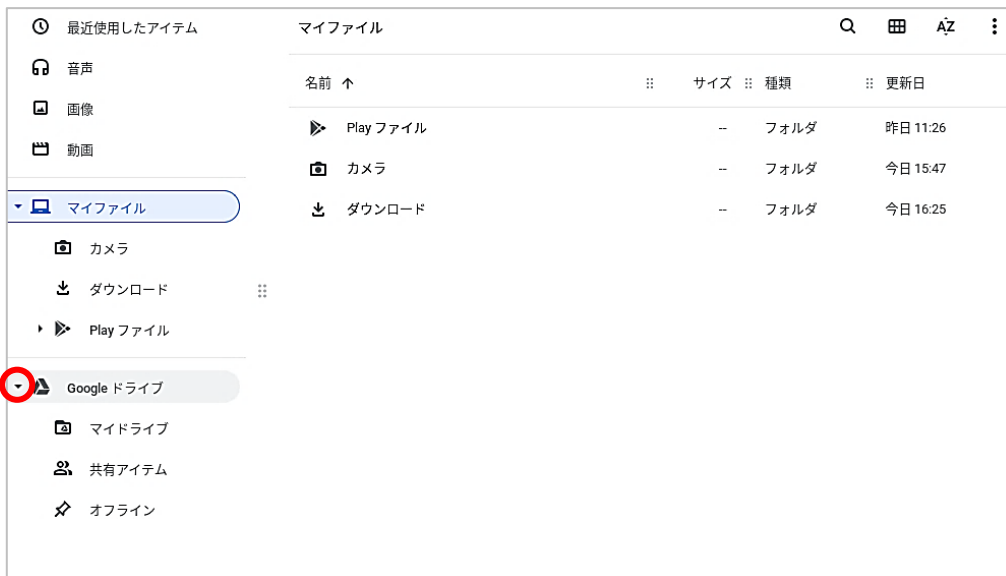 最近使用したアイテム
音声
画像
動画
マイファイル
カメラ
ダウンロード
Play ファイル
Google ドライブ
マイドライブ
共有アイテム
オフライン
マイファイル AZ
名前 サイズ 種類 更新日
Play ファイル -- フォルダ 昨日 11:26
カメラ -- フォルダ 今日 15:47
ダウンロード -- フォルダ 今日 16:25